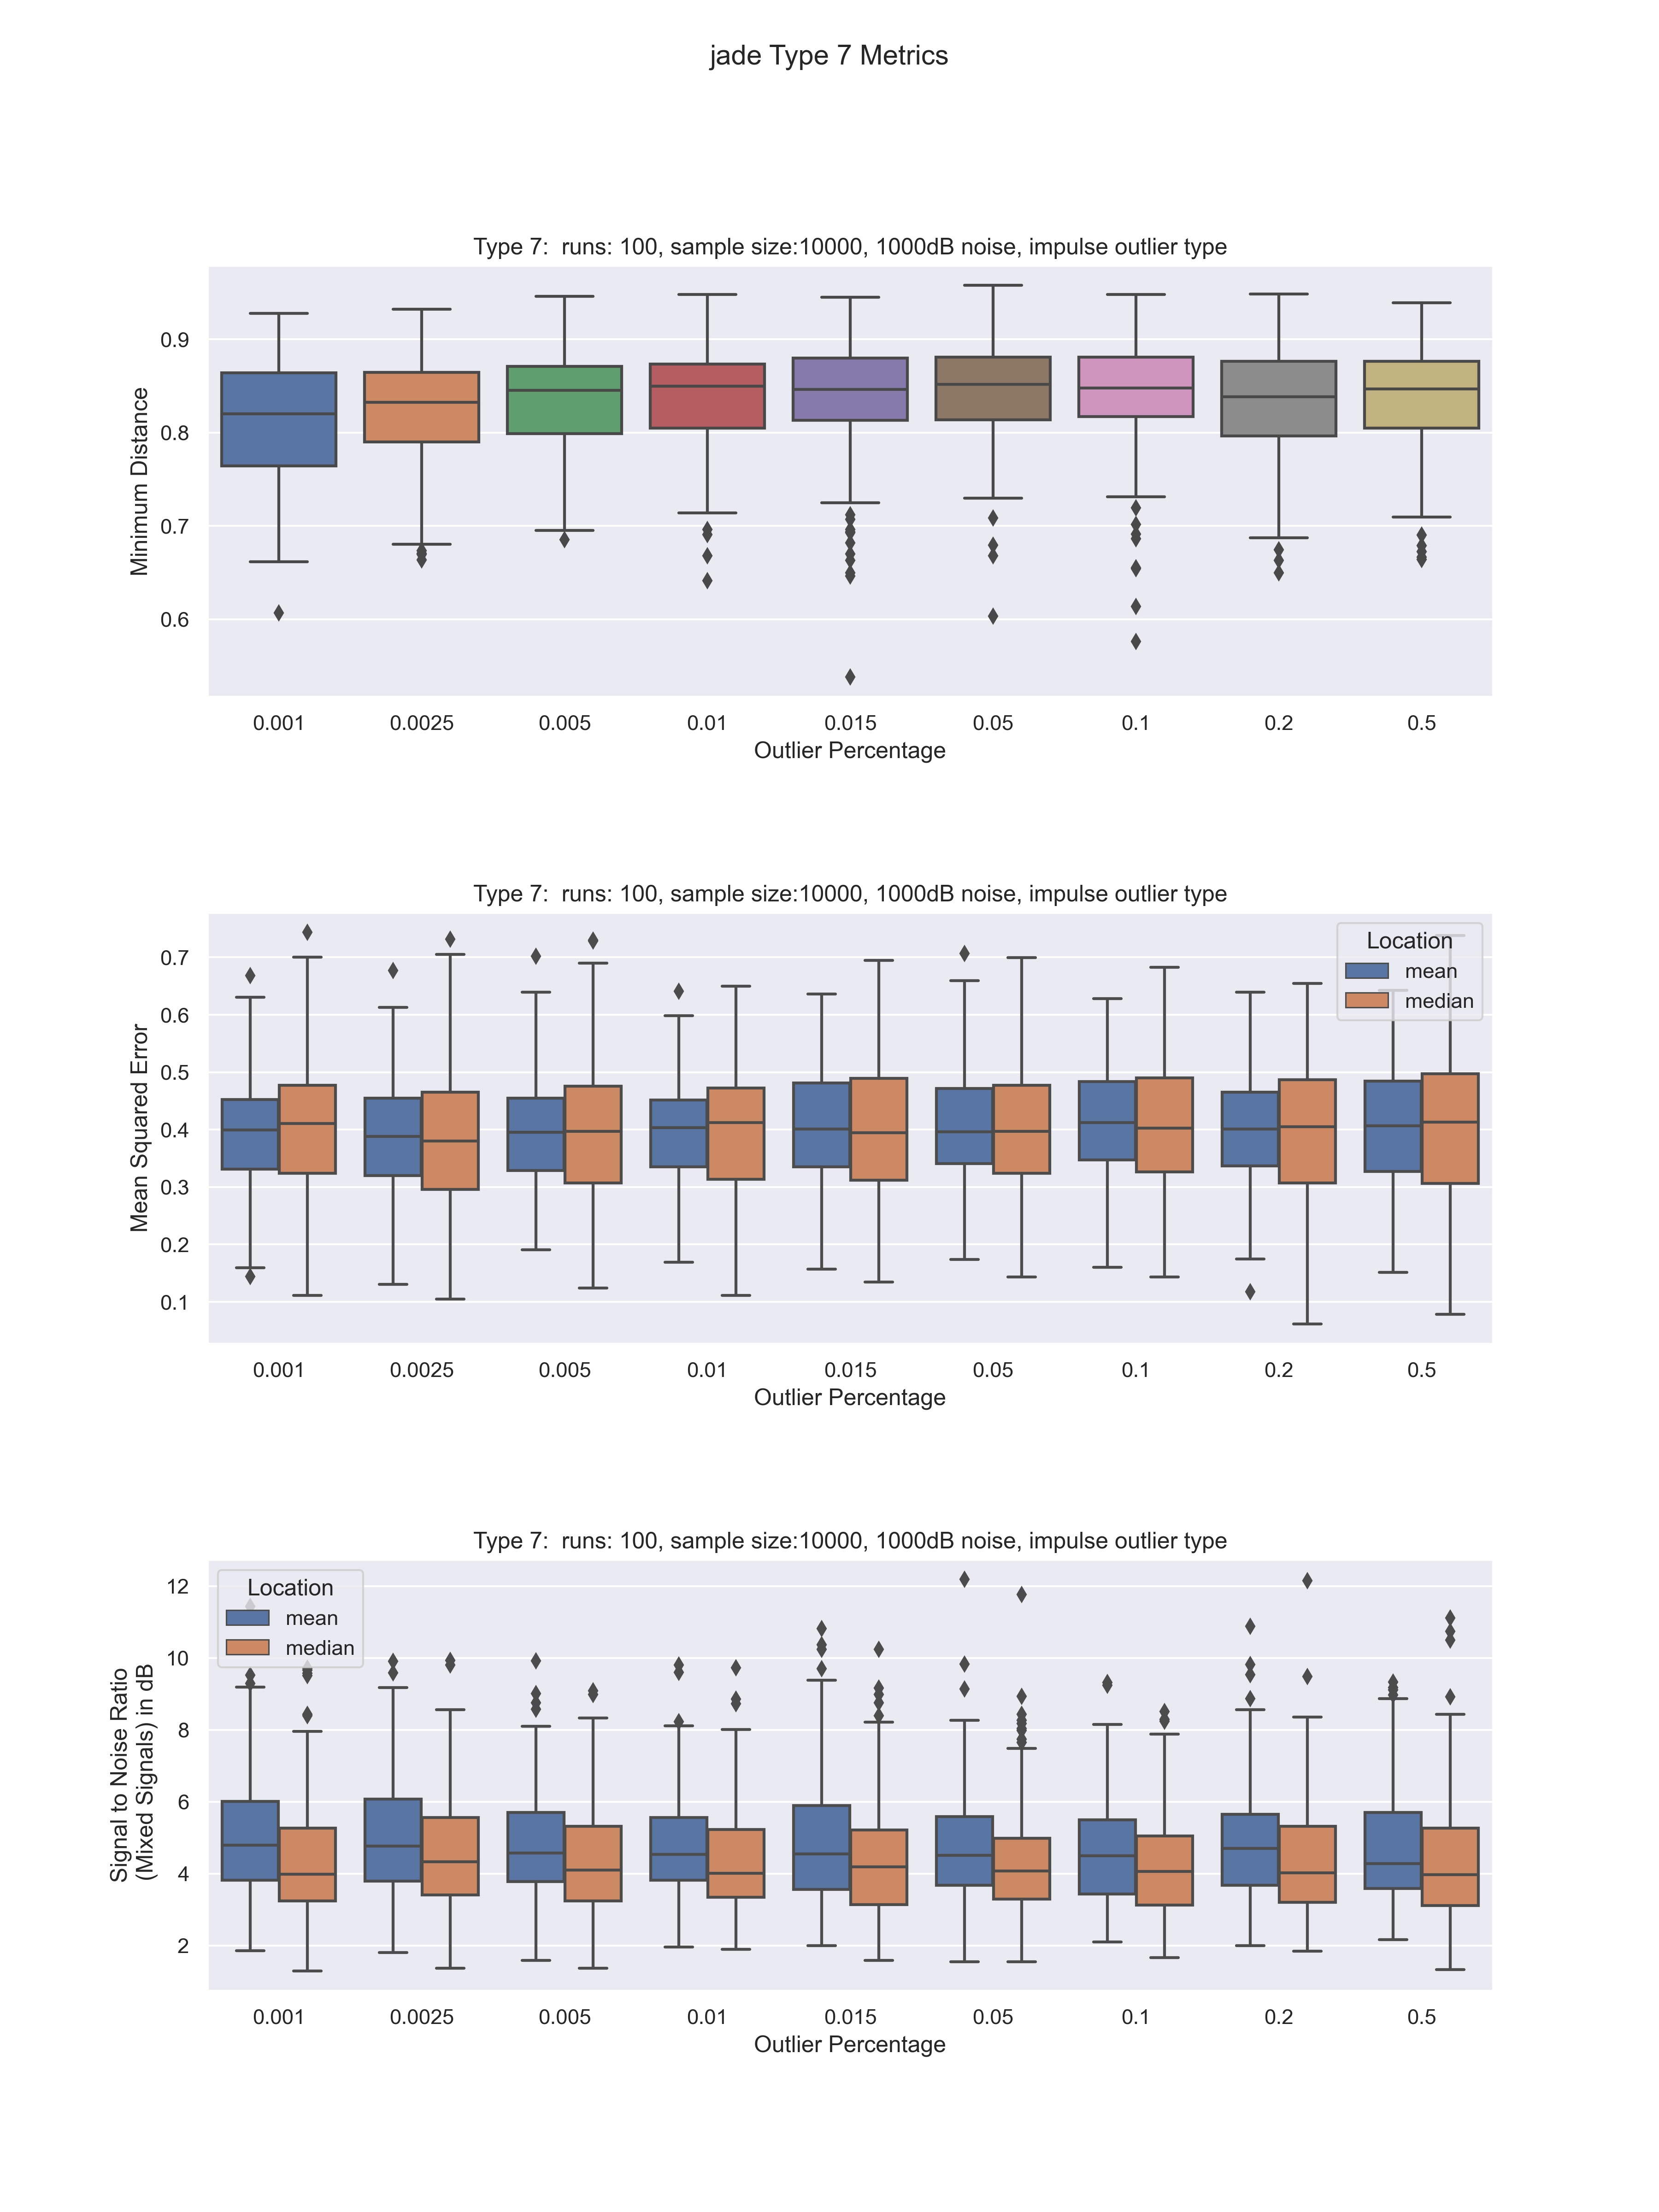 jade Type 7 Metrics
Type 7:  runs: 100, sample size:10000, 1000dB noise, impulse outlier type
Minimum Distance
0.9
0.8
0.7
0.6
0.001 0.0025 0.005 0.01 0.015 0.05 0.1 0.2 0.5
Outlier Percentage
Type 7:  runs: 100, sample size:10000, 1000dB noise, impulse outlier type
Mean Squared Error
0.7
0.6
0.5
0.4
0.3
0.2
0.1
Location
mean
median
0.001 0.0025 0.005 0.01 0.015 0.05 0.1 0.2 0.5
Outlier Percentage
Type 7:  runs: 100, sample size:10000, 1000dB noise, impulse outlier type
Signal to Noise Ratio
(Mixed Signals) in dB
12
10
8
6
4
2
Location
mean
median
0.001 0.0025 0.005 0.01 0.015 0.05 0.1 0.2 0.5
Outlier Percentage